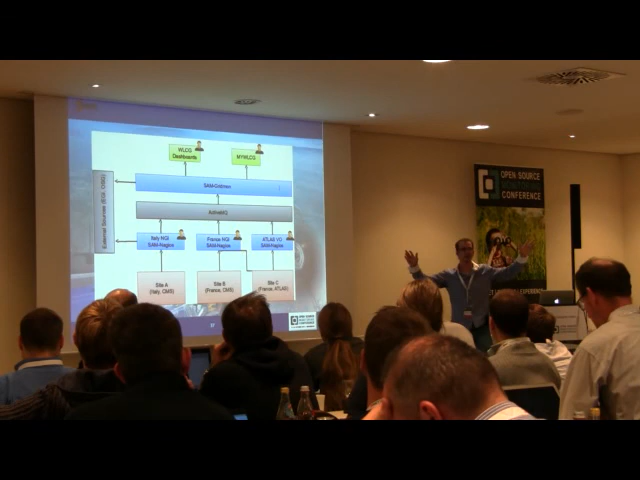 WLCG
Dashboards
MYWLCG
SAM-Gridmon
ActiveMQ
Italy NGI
SAM-Nagios
France NGI
SAM-Nagios
ATLAS VO
SAM-Nagios
Site A
(Italy, CMS)
Site B
(France, CMS)
Site C
(France, ATLAS)
OPEN SOURCE
CONFERENCE